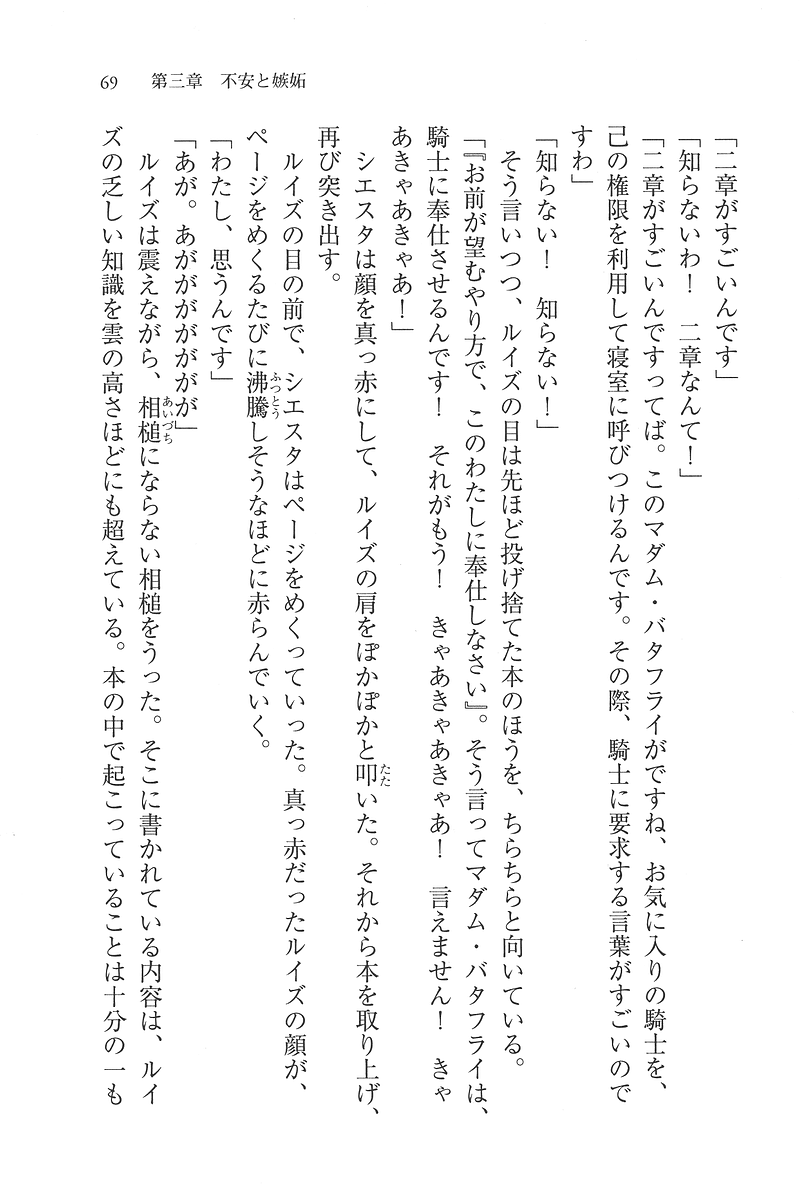 69　第三章　不安と嫉妬
「二章がすごいんです」
「知らないわ！　二章なんて！」
「二章がすごいんですってば。このマダム・バタフライがですね、お気に入りの騎士を、
己の権限を利用して寝室に呼びつけるんです。その際、騎士に要求する言葉がすごいので
すわ」
「知らない！　知らない！」
　そう言いつつ、ルイズの目は先ほど投げ捨てた本のほうを、ちらちらと向いている。
「『お前が望むやり方で、このわたしに奉仕しなさい』。そう言ってマダム・バタフライは、
騎士に奉仕させるんです！　それがもう！　きゃあきゃあきゃあ！　言えません！　きゃ
あきゃあきゃあ！」
　シエスタは顔を真っ赤にして、ルイズの肩をぽかぽかと叩いた。それから本を取り上げ、
再び突き出す。
　ルイズの目の前で、シエスタはページをめくっていった。真っ赤だったルイズの顔が、
ページをめくるたびに沸騰しそうなほどに赤らんでいく。
「わたし、思うんです」
「あが。あががががががが」
　ルイズは震えながら、相槌にならない相槌をうった。そこに書かれている内容は、ルイ
ズの乏しい知識を雲の高さほどにも超えている。本の中で起こっていることは十分の一も